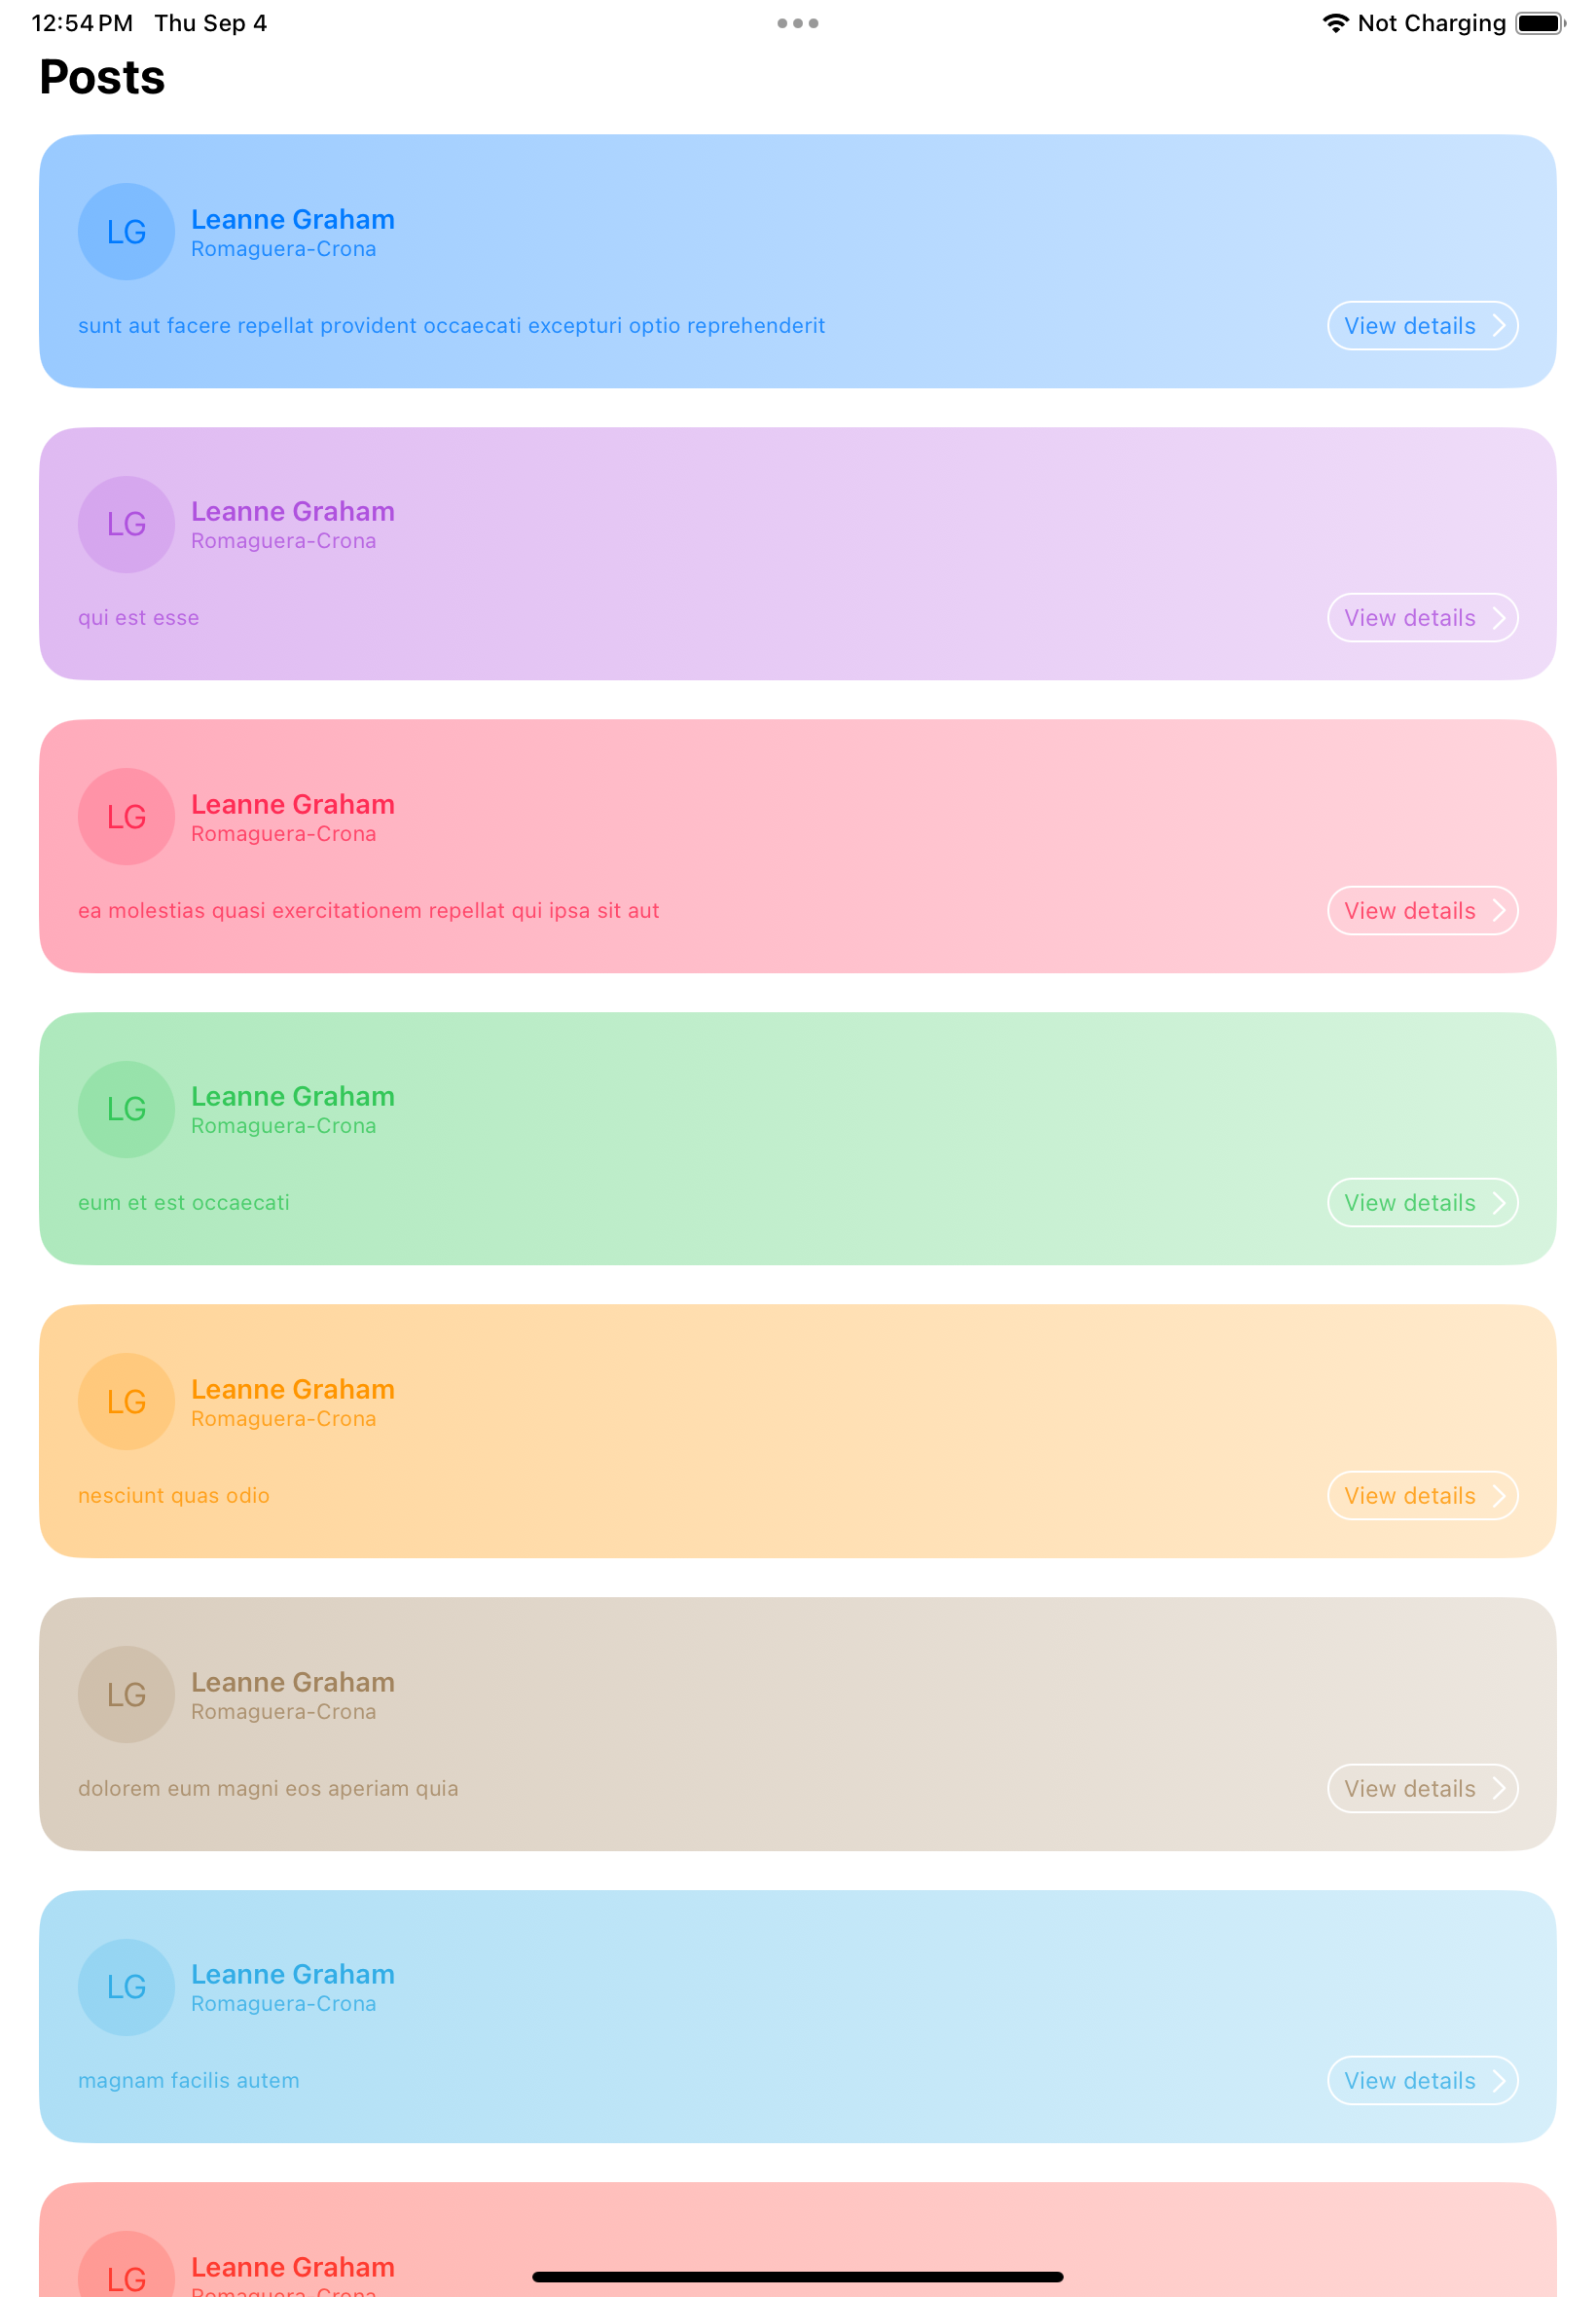 12:54 PM Thu Sep 4
Not Charging
Posts
LG
Leanne Graham
Romaguera-Crona
sunt aut facere repellat provident occaecati excepturi optio reprehenderit
View details
LG
Leanne Graham
Romaguera-Crona
qui est esse
View details
LG
Leanne Graham
Romaguera-Crona
ea molestias quasi exercitationem repellat qui ipsa sit aut
View details
LG
Leanne Graham
Romaguera-Crona
eum et est occaecati
View details
LG
Leanne Graham
Romaguera-Crona
nesciunt quas odio
View details
LG
Leanne Graham
Romaguera-Crona
dolorem eum magni eos aperiam quia
View details
LG
Leanne Graham
Romaguera-Crona
magnam facilis autem
View details
LG
Leanne Graham
Romaguera-Crona